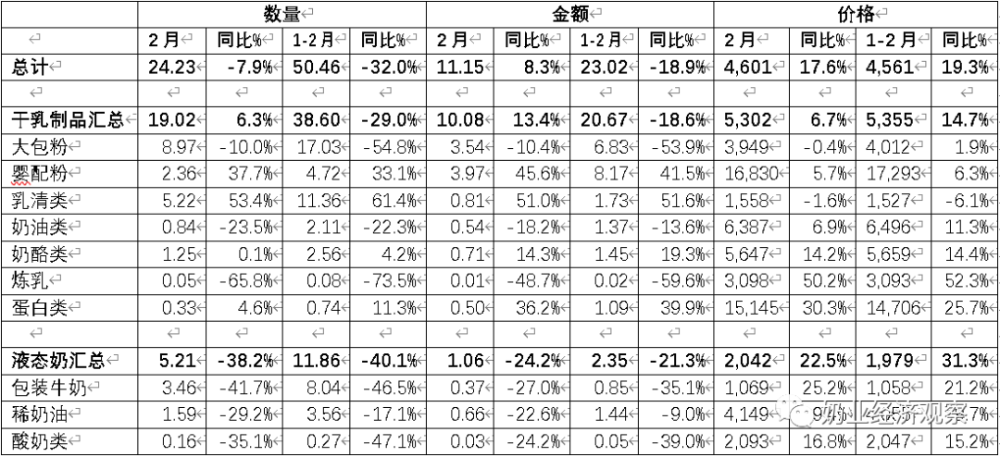 数量 金额 价格
2月 同比% 1-2月 同比% 2月 同比% 1-2月 同比% 2月 1-2月 同比%
总计 24.23 -7.9% 50.46 -32.0% 11.15 8.3% 23.02 -18.9% 4,601 17.6% 4,561 19.3%
干乳制品汇总 19.02 6.3% 38.60 -29.0% 10.08 13.4% 20.67 -18.6% 5,302 6.7% 5,355 14.7%
大包粉 8.97 -10.0% 17.03 -54.8% 3.54 -10.4% 6.83 -53.9% 3,949 -0.4% 4,012 1.9%
婴配粉 2.36 37.7% 4.72 33.1% 3.97 45.6% 8.17 41.5% 16,830 5.7% 17,293 6.3%
乳清类 5.22 53.4% 11.36 61.4% 0.81 51.0% 1.73 51.6% 1,558 -1.6% 1,527 -6.1%
奶油类 0.84 -23.5% 2.11 -22.3% 0.54 -18.2% 1.37 -13.6% 6,387 6.9% 6,496 11.3%
奶酪类 1.25 0.1% 2.56 4.2% 0.71 14.3% 1.45 19.3% 5,647 14.2% 5,659 14.4%
炼乳 0.05 -65.8% 0.08 -73.5% 0.01 -48.7% 0.02 -59.6% 3,098 50.2% 3,093 52.3%
蛋白类 0.33 4.6% 0.74 11.3% 0.50 36.2% 1.09 39.9% 15,145 30.3% 14,706 25.7%
液态奶汇总 5.21 -38.2% 11.86 -40.1% 1.06 -24.2% 2.35 -21.3% 2,042 22.5% 1,979 31.3%
包装牛奶 3.46 -41.7% 8.04 -46.5% 0.37 -27.0% 0.85 -35.1% 1,069 25.2% 1,058 21.2%
稀奶油 1.59 -29.2% 3.56 -17.1% 0.66 -22.6% 1.44 -9.0% 4,149
奶业经济观察
酸奶类 0.16 -35.1% 0.27 -47.1% 0.03 -24.2% 0.05 -39.0% 2,093 16.8% 2,047 15.2%